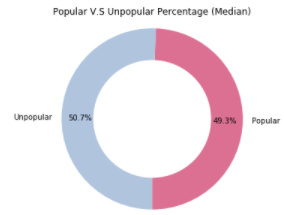 Popular V.S Unpopular Percentage (Median)
Unpopular
50.7%
49.3%
Popular